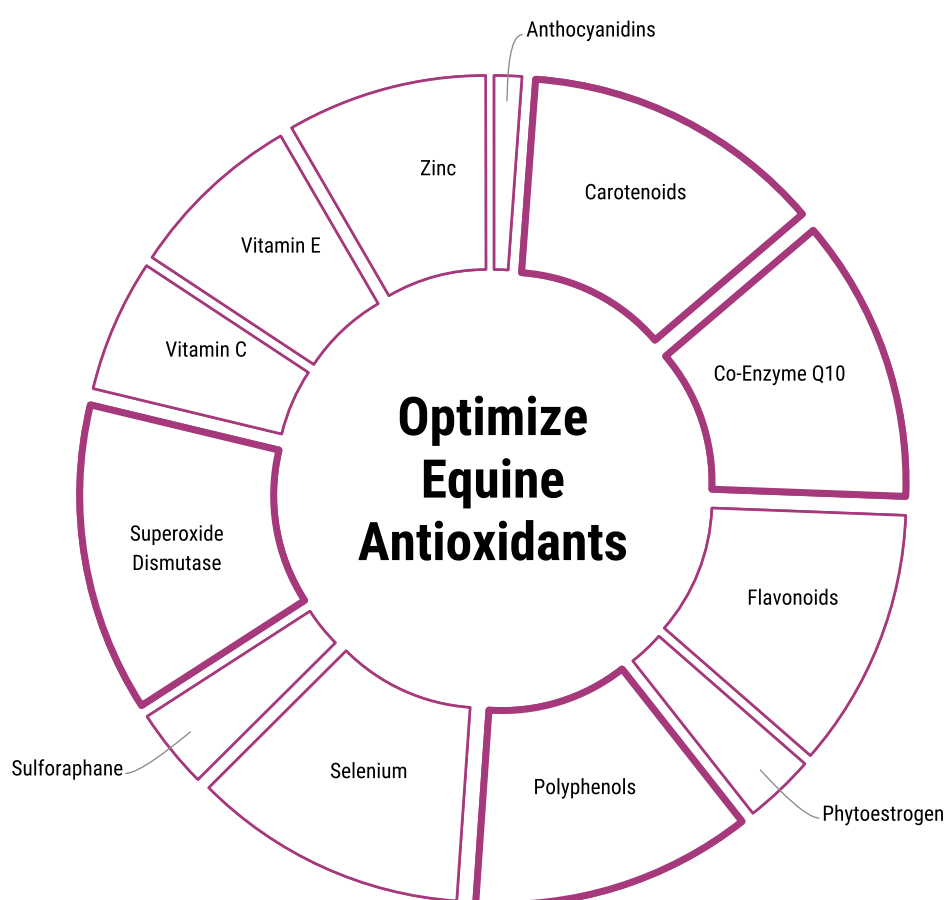 Anthocyanidins
Carotenoids
Co-Enzyme Q10
Flavonoids
Phytoestrogen
Polyphenols
Selenium
Sulforaphane
Superoxide
Dismutase
Vitamin C
Vitamin E
Zinc
Optimize
Equine
Antioxidants